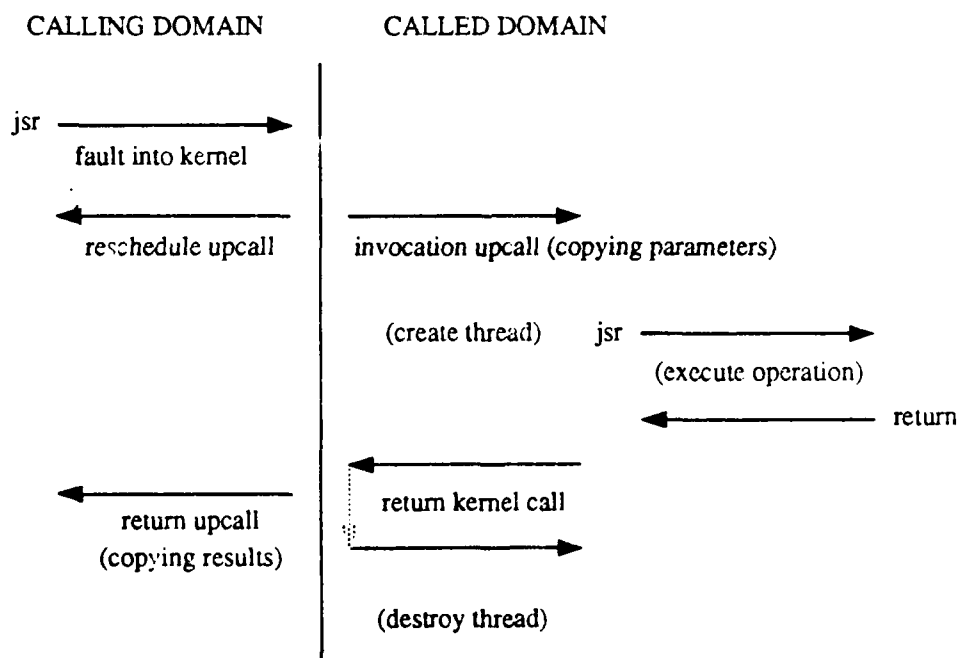 CALLING DOMAIN CALLED DOMAIN
jsr
fault into kernel
reschedule upcall invocation upcall (copying parameters)
(create thread) jsr
(execute operation)
return
return kernel call
return upcall
(copying results)
(destroy thread)